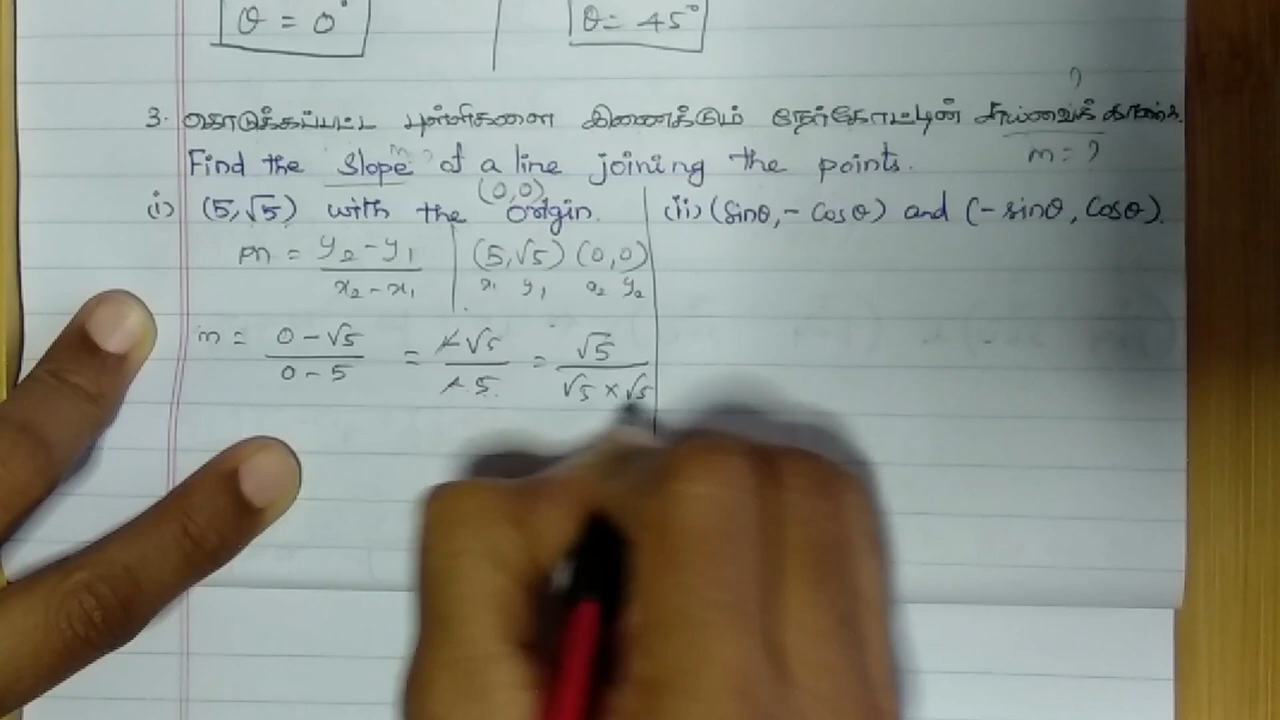 θ = 0°
θ = 45°
?
3. கொடுக்கப்பட்ட புள்ளிகளை இணைக்கும் நேர்கோட்டின் சாய்வைக் காண்க.
Find the slope of a line joining the points. m = ?
(0,0)
(i) (5,√5) with the origin. (ii) (sinθ, - cosθ) and (-sinθ, cosθ).
m = y₂-y₁ / x₂-x₁ (5,√5) (0,0)
x₁ y₁ x₂ y₂
m = 0-√5 / 0-5 = -√5 / -5 = √5 / √5×√5